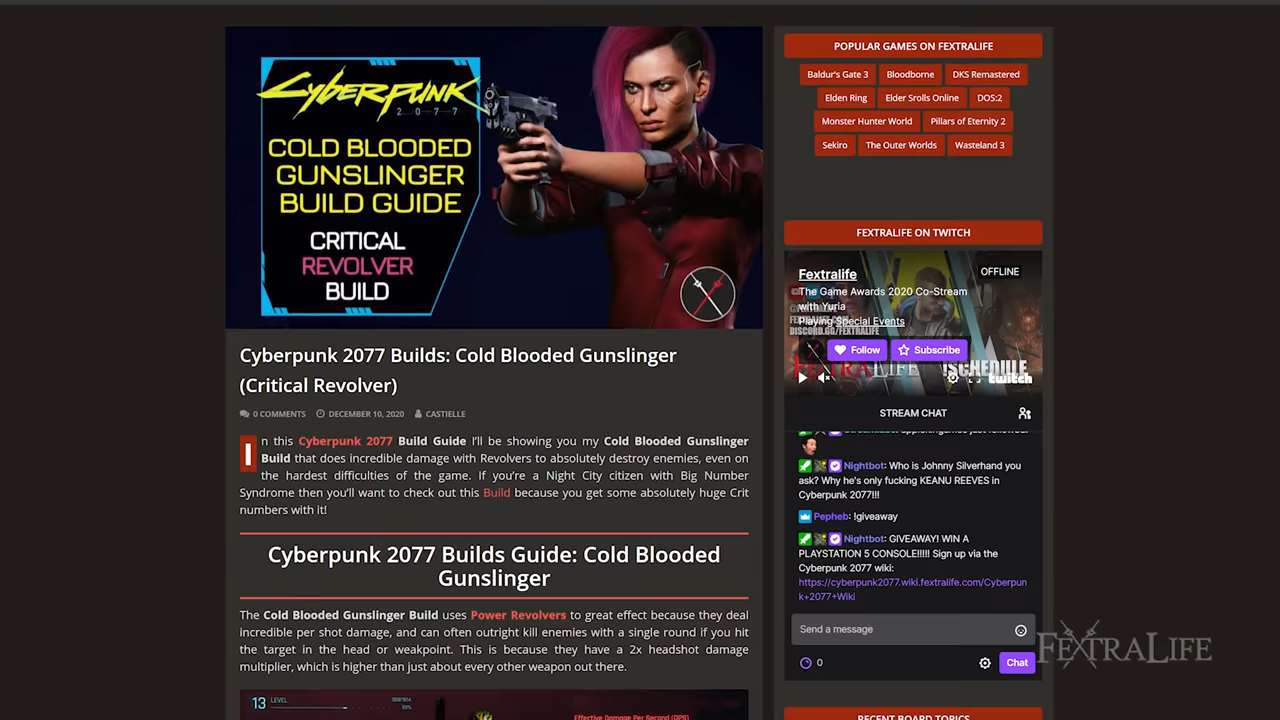 CYBERPUNK
2077
COLD BLOODED
GUNSLINGER
BUILD GUIDE
CRITICAL
REVOLVER
BUILD
Cyberpunk 2077 Builds: Cold Blooded Gunslinger
(Critical Revolver)
0 COMMENTS DECEMBER 10, 2020 CASTIELLE
In this Cyberpunk 2077 Build Guide I'll be showing you my Cold Blooded Gunslinger
Build that does incredible damage with Revolvers to absolutely destroy enemies, even on
the hardest difficulties of the game. If you're a Night City citizen with Big Number
Syndrome then you'll want to check out this Build because you get some absolutely huge Crit
numbers with it!
Cyberpunk 2077 Builds Guide: Cold Blooded
Gunslinger
The Cold Blooded Gunslinger Build uses Power Revolvers to great effect because they deal
incredible per shot damage, and can often outright kill enemies with a single round if you hit
the target in the head or weakpoint. This is because they have a 2x headshot damage
multiplier, which is higher than just about every other weapon out there.
13 LEVEL
Effective Damage Per Second (DPS)
POPULAR GAMES ON FEXTRALIFE
Baldur's Gate 3 Bloodborne DKS Remastered
Elden Ring Elder Srolls Online DOS:2
Monster Hunter World Pillars of Eternity 2
Sekiro The Outer Worlds Wasteland 3
FEXTRALIFE ON TWITCH
Fextralife OFFLINE
The Game Awards 2020 Co-Stream
with Yuria
Playing Special Events
DISCORD.GG/FEXTRALIFE
Follow Subscribe
FEXTRALIFE !SCHEDULE
twitch
STREAM CHAT
Nightbot: Who is Johnny Silverhand you
ask? Why he's only fucking KEANU REEVES in
Cyberpunk 2077!!!
Pepheb: !giveaway
Nightbot: GIVEAWAY! WIN A
PLAYSTATION 5 CONSOLE!!!!! Sign up via the
Cyberpunk 2077 wiki:
https://cyberpunk2077.wiki.fextralife.com/Cyberpun
k+2077+Wiki
Send a message
0 Chat
FEXTRALIFE
RECENT BOARD TOPICS